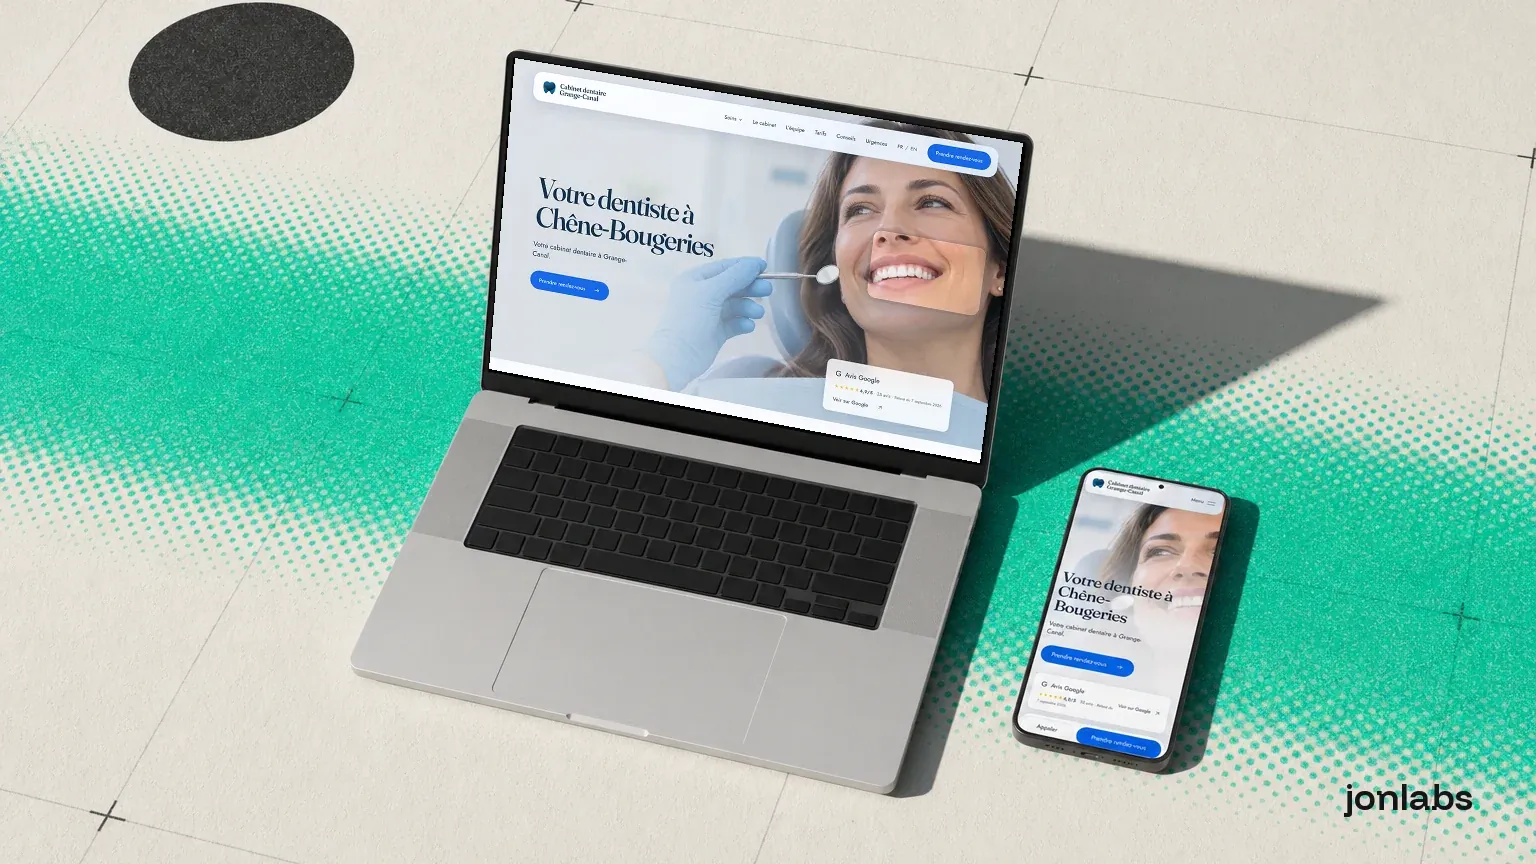 Cabinet dentaire
Grange-Canal
Soins
Le cabinet
L'équipe
Tarifs
Conseils
Urgences
FR / EN
Prendre rendez-vous
Votre dentiste à
Chêne-Bougeries
Votre cabinet dentaire à Grange-
Canal.
Prendre rendez-vous →
G Avis Google
★★★★★ 4,9/5
Voir sur Google ↗
Cabinet dentaire
Grange-Canal
Menu
Votre dentiste à
Chêne-
Bougeries
Votre cabinet dentaire à Grange-
Canal.
Prendre rendez-vous →
G Avis Google
Voir sur Google ↗
Appeler
Prendre rendez-vous
jonlabs